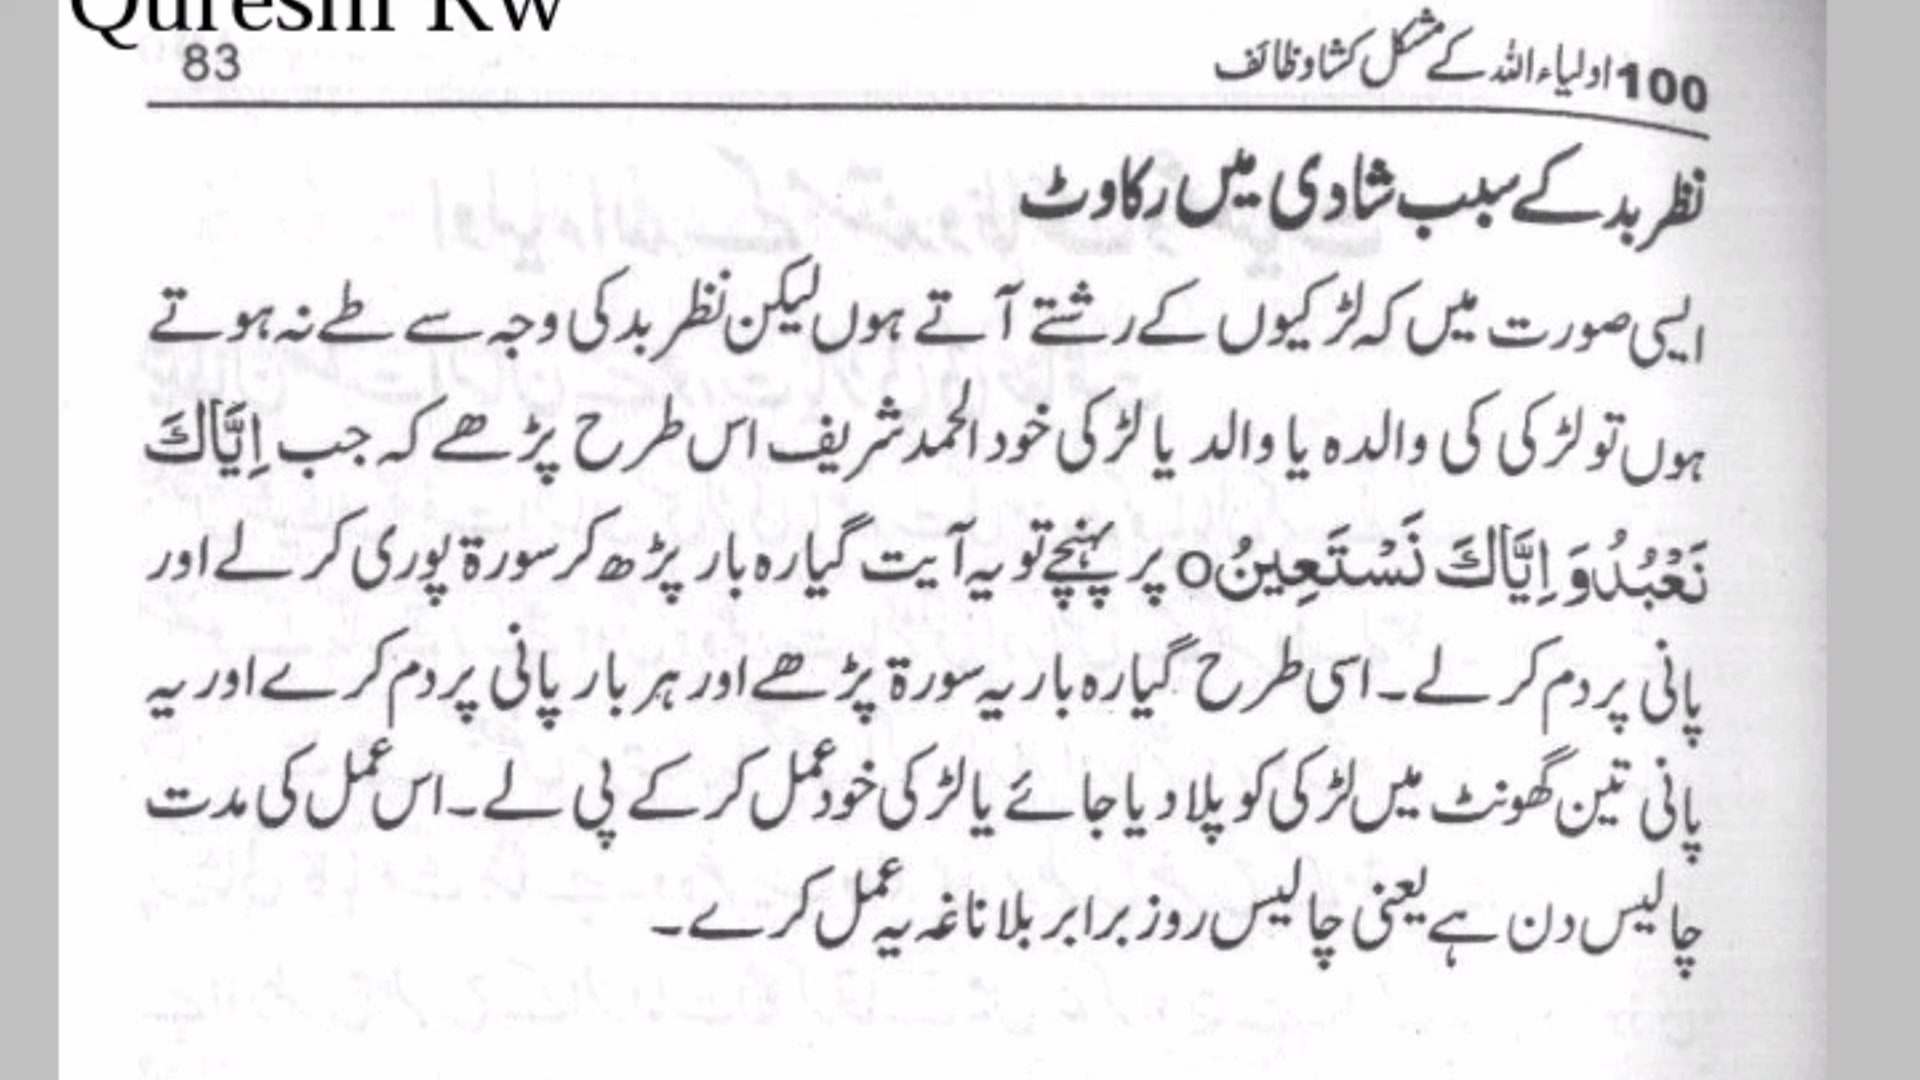 Qureshi Rw
83
100 اولیاء اللہ کے مشکل کشا وظائف
نظر بد کے سبب شادی میں رکاوٹ
ایسی صورت میں کہ لڑکیوں کے رشتے آتے ہوں لیکن نظر بد کی وجہ سے طے نہ ہوتے
ہوں تو لڑکی کی والدہ یا والد یا لڑکی خود الحمد شریف اس طرح پڑھے کہ جب اِیَّاكَ
نَعْبُدُ وَ اِیَّاكَ نَسْتَعِینُo پر پہنچے تو یہ آیت گیارہ بار پڑھ کر سورۃ پوری کر لے اور
پانی پر دم کر لے۔ اسی طرح گیارہ بار یہ سورۃ پڑھے اور ہر بار پانی پر دم کرے اور یہ
پانی تین گھونٹ میں لڑکی کو پلا دیا جائے یا لڑکی خود عمل کر کے پی لے۔ اس عمل کی مدت
چالیس دن ہے یعنی چالیس روز برابر بلا ناغہ یہ عمل کرے۔